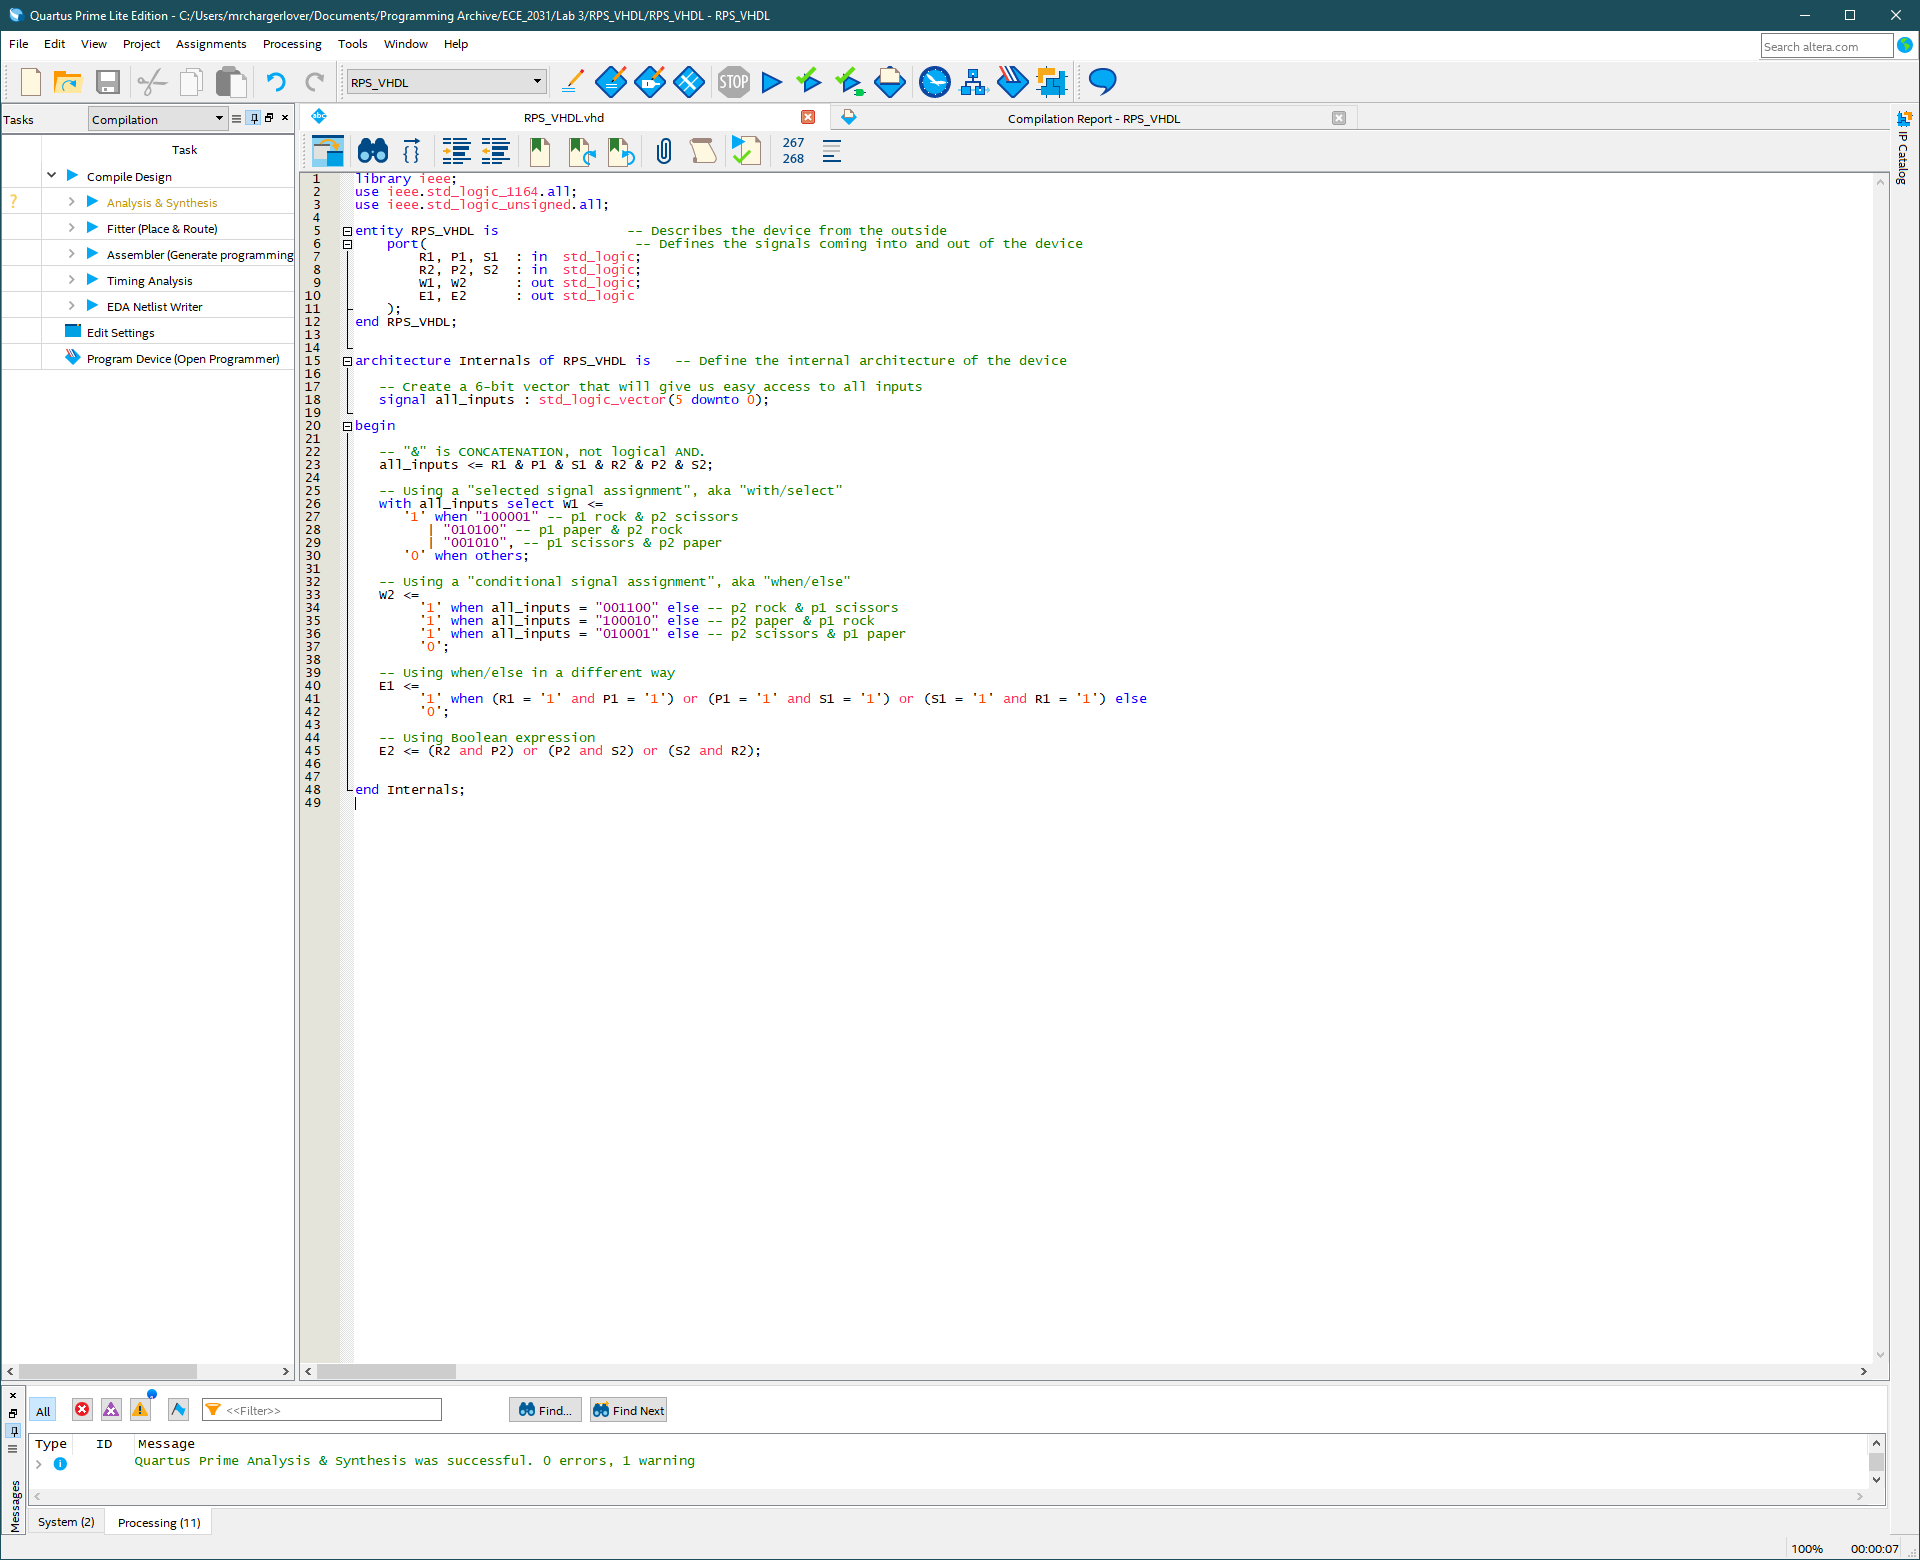 Quartus Prime Lite Edition - C:/Users/mrchargerlover/Documents/Programming Archive/ECE_2031/Lab 3/RPS_VHDL/RPS_VHDL - RPS_VHDL
File Edit View Project Assignments Processing Tools Window Help
Search altera.com
RPS_VHDL
STOP
Tasks Compilation
RPS_VHDL.vhd
Compilation Report - RPS_VHDL
IP Catalog
267
268
Task
Compile Design
? Analysis & Synthesis
Fitter (Place & Route)
Assembler (Generate programming
Timing Analysis
EDA Netlist Writer
Edit Settings
Program Device (Open Programmer)
1 library ieee;
2 use ieee.std_logic_1164.all;
3 use ieee.std_logic_unsigned.all;
4
5 entity RPS_VHDL is -- Describes the device from the outside
6 port( -- Defines the signals coming into and out of the device
7 R1, P1, S1 : in std_logic;
8 R2, P2, S2 : in std_logic;
9 W1, W2 : out std_logic;
10 E1, E2 : out std_logic
11 );
12 end RPS_VHDL;
13
14
15 architecture Internals of RPS_VHDL is -- Define the internal architecture of the device
16
17 -- Create a 6-bit vector that will give us easy access to all inputs
18 signal all_inputs : std_logic_vector(5 downto 0);
19
20 begin
21
22 -- "&" is CONCATENATION, not logical AND.
23 all_inputs <= R1 & P1 & S1 & R2 & P2 & S2;
24
25 -- Using a "selected signal assignment", aka "with/select"
26 with all_inputs select W1 <=
27 '1' when "100001" -- p1 rock & p2 scissors
28 | "010100" -- p1 paper & p2 rock
29 | "001010", -- p1 scissors & p2 paper
30 '0' when others;
31
32 -- Using a "conditional signal assignment", aka "when/else"
33 W2 <=
34 '1' when all_inputs = "001100" else -- p2 rock & p1 scissors
35 '1' when all_inputs = "100010" else -- p2 paper & p1 rock
36 '1' when all_inputs = "010001" else -- p2 scissors & p1 paper
37 '0';
38
39 -- Using when/else in a different way
40 E1 <=
41 '1' when (R1 = '1' and P1 = '1') or (P1 = '1' and S1 = '1') or (S1 = '1' and R1 = '1') else
42 '0';
43
44 -- Using Boolean expression
45 E2 <= (R2 and P2) or (P2 and S2) or (S2 and R2);
46
47
48 end Internals;
49
All <<Filter>> Find... Find Next
Type ID Message
Quartus Prime Analysis & Synthesis was successful. 0 errors, 1 warning
Messages
System (2) Processing (11)
100% 00:00:07